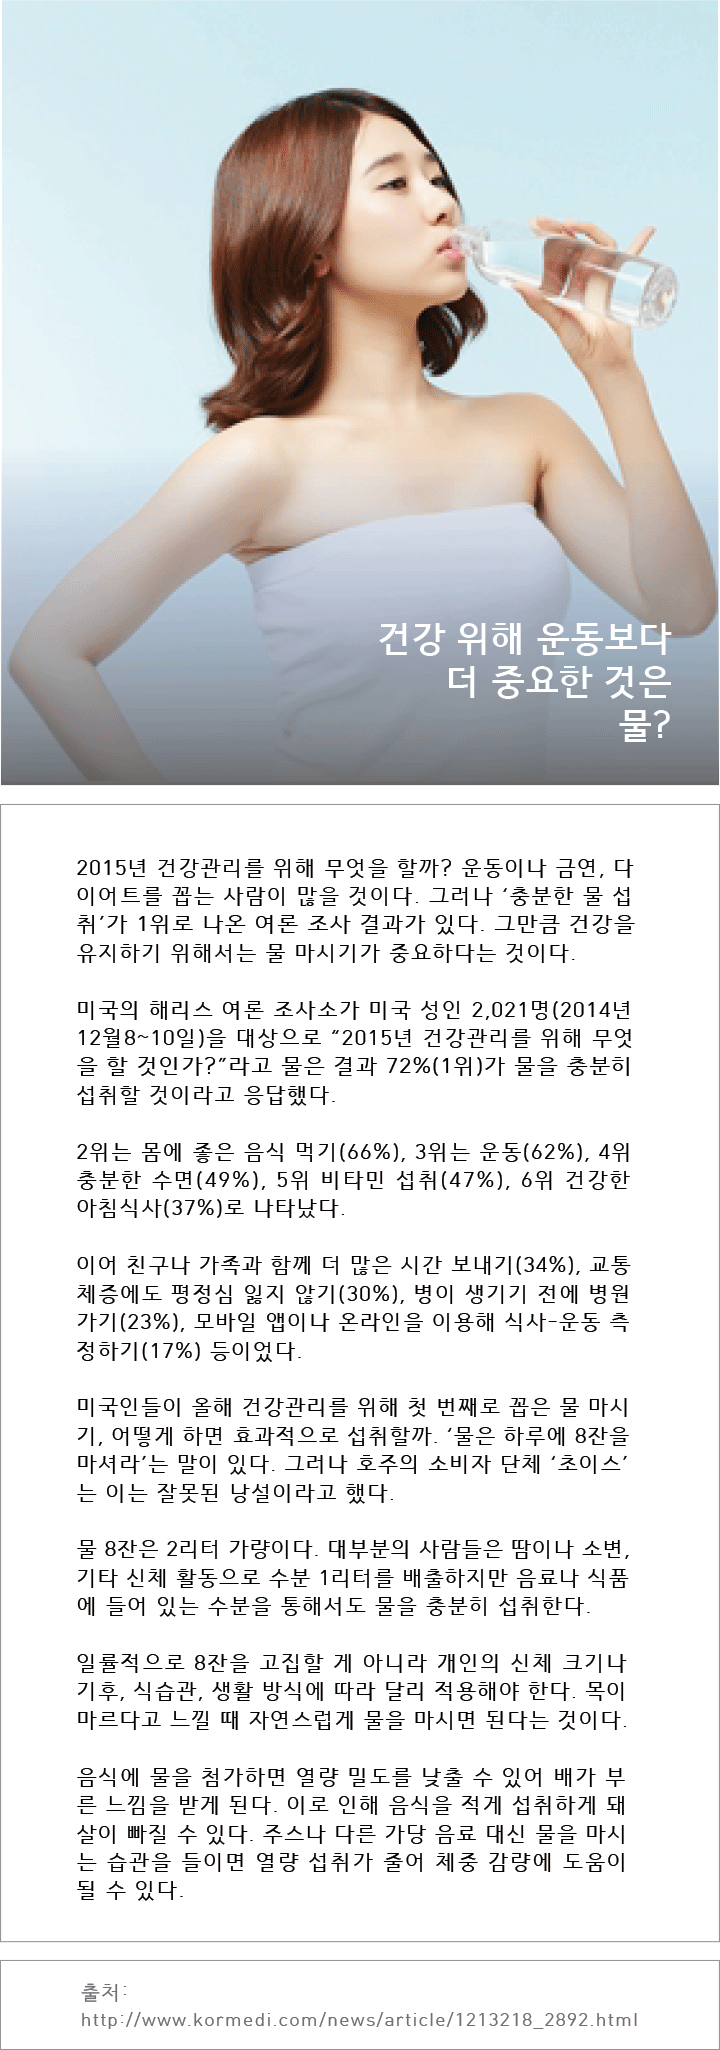 건강 위해 운동보다
더 중요한 것은
물?
2015년 건강관리를 위해 무엇을 할까? 운동이나 금연, 다
이어트를 꼽는 사람이 많을 것이다. 그러나 ‘충분한 물 섭
취’가 1위로 나온 여론 조사 결과가 있다. 그만큼 건강을
유지하기 위해서는 물 마시기가 중요하다는 것이다.
미국의 해리스 여론 조사소가 미국 성인 2,021명(2014년
12월8~10일)을 대상으로 “2015년 건강관리를 위해 무엇
을 할 것인가?”라고 물은 결과 72%(1위)가 물을 충분히
섭취할 것이라고 응답했다.
2위는 몸에 좋은 음식 먹기(66%), 3위는 운동(62%), 4위
충분한 수면(49%), 5위 비타민 섭취(47%), 6위 건강한
아침식사(37%)로 나타났다.
이어 친구나 가족과 함께 더 많은 시간 보내기(34%), 교통
체증에도 평정심 잃지 않기(30%), 병이 생기기 전에 병원
가기(23%), 모바일 앱이나 온라인을 이용해 식사-운동 측
정하기(17%) 등이었다.
미국인들이 올해 건강관리를 위해 첫 번째로 꼽은 물 마시
기, 어떻게 하면 효과적으로 섭취할까. ‘물은 하루에 8잔을
마셔라’는 말이 있다. 그러나 호주의 소비자 단체 ‘초이스’
는 이는 잘못된 낭설이라고 했다.
물 8잔은 2리터 가량이다. 대부분의 사람들은 땀이나 소변,
기타 신체 활동으로 수분 1리터를 배출하지만 음료나 식품
에 들어 있는 수분을 통해서도 물을 충분히 섭취한다.
일률적으로 8잔을 고집할 게 아니라 개인의 신체 크기나
기후, 식습관, 생활 방식에 따라 달리 적용해야 한다. 목이
마르다고 느낄 때 자연스럽게 물을 마시면 된다는 것이다.
음식에 물을 첨가하면 열량 밀도를 낮출 수 있어 배가 부
른 느낌을 받게 된다. 이로 인해 음식을 적게 섭취하게 돼
살이 빠질 수 있다. 주스나 다른 가당 음료 대신 물을 마시
는 습관을 들이면 열량 섭취가 줄어 체중 감량에 도움이
될 수 있다.
출처:
http://www.kormedi.com/news/article/1213218_2892.html